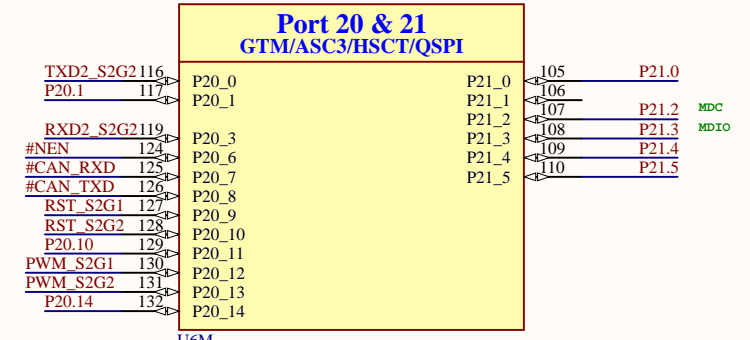 Port 20 & 21
GTM/ASC3/HSCT/QSPI
TXD2_S2G2 116 P20_0
P20.1 117 P20_1
RXD2_S2G2 119 P20_3
#NEN 124 P20_6
#CAN_RXD 125 P20_7
#CAN_TXD 126 P20_8
RST_S2G1 127 P20_9
RST_S2G2 128 P20_10
P20.10 129 P20_11
PWM_S2G1 130 P20_12
PWM_S2G2 131 P20_13
P20.14 132 P20_14
P21_0 105 P21.0
P21_1 106
P21_2 107 P21.2 MDC
P21_3 108 P21.3 MDIO
P21_4 109 P21.4
P21_5 110 P21.5
U6M